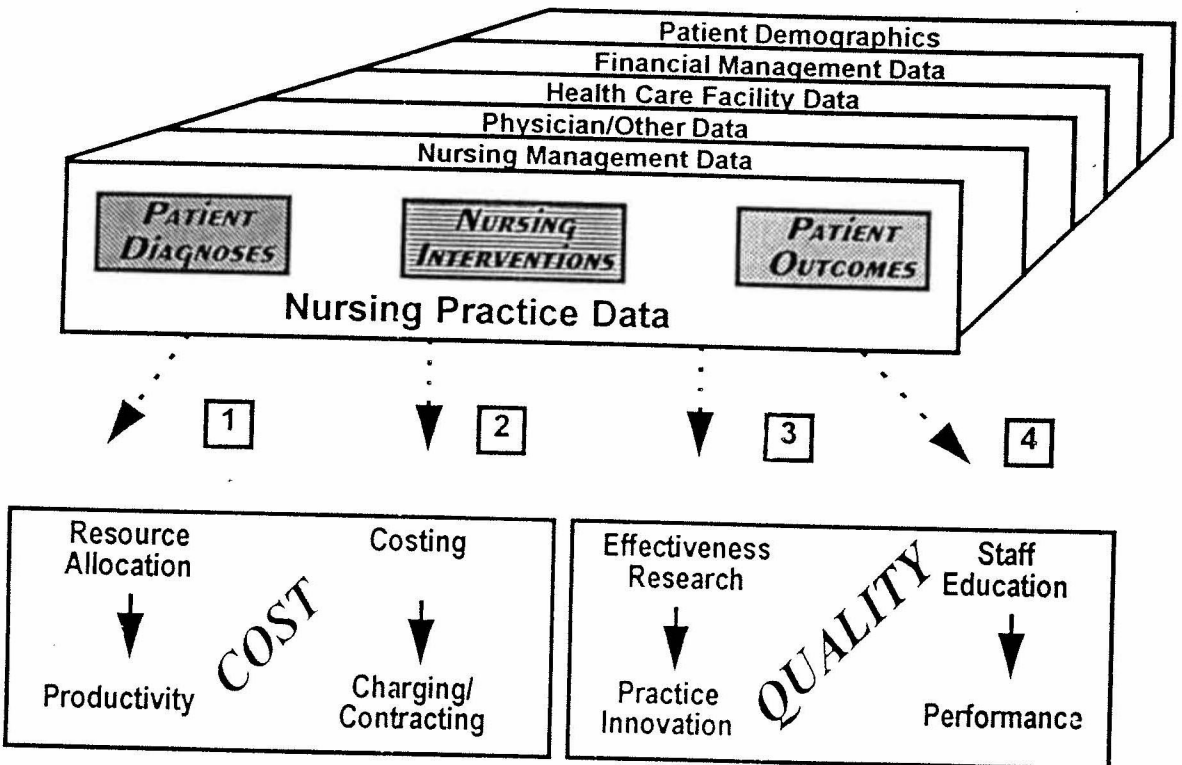 Patient Demographics
Financial Management Data
Health Care Facility Data
Physician/Other Data
Nursing Management Data
PATIENT
DIAGNOSES
NURSING
INTERVENTIONS
PATIENT
OUTCOMES
Nursing Practice Data
1
2
3
4
Resource
Allocation
Productivity
COST
Costing
Charging/
Contracting
Effectiveness
Research
Practice
Innovation
QUALITY
Staff
Education
Performance